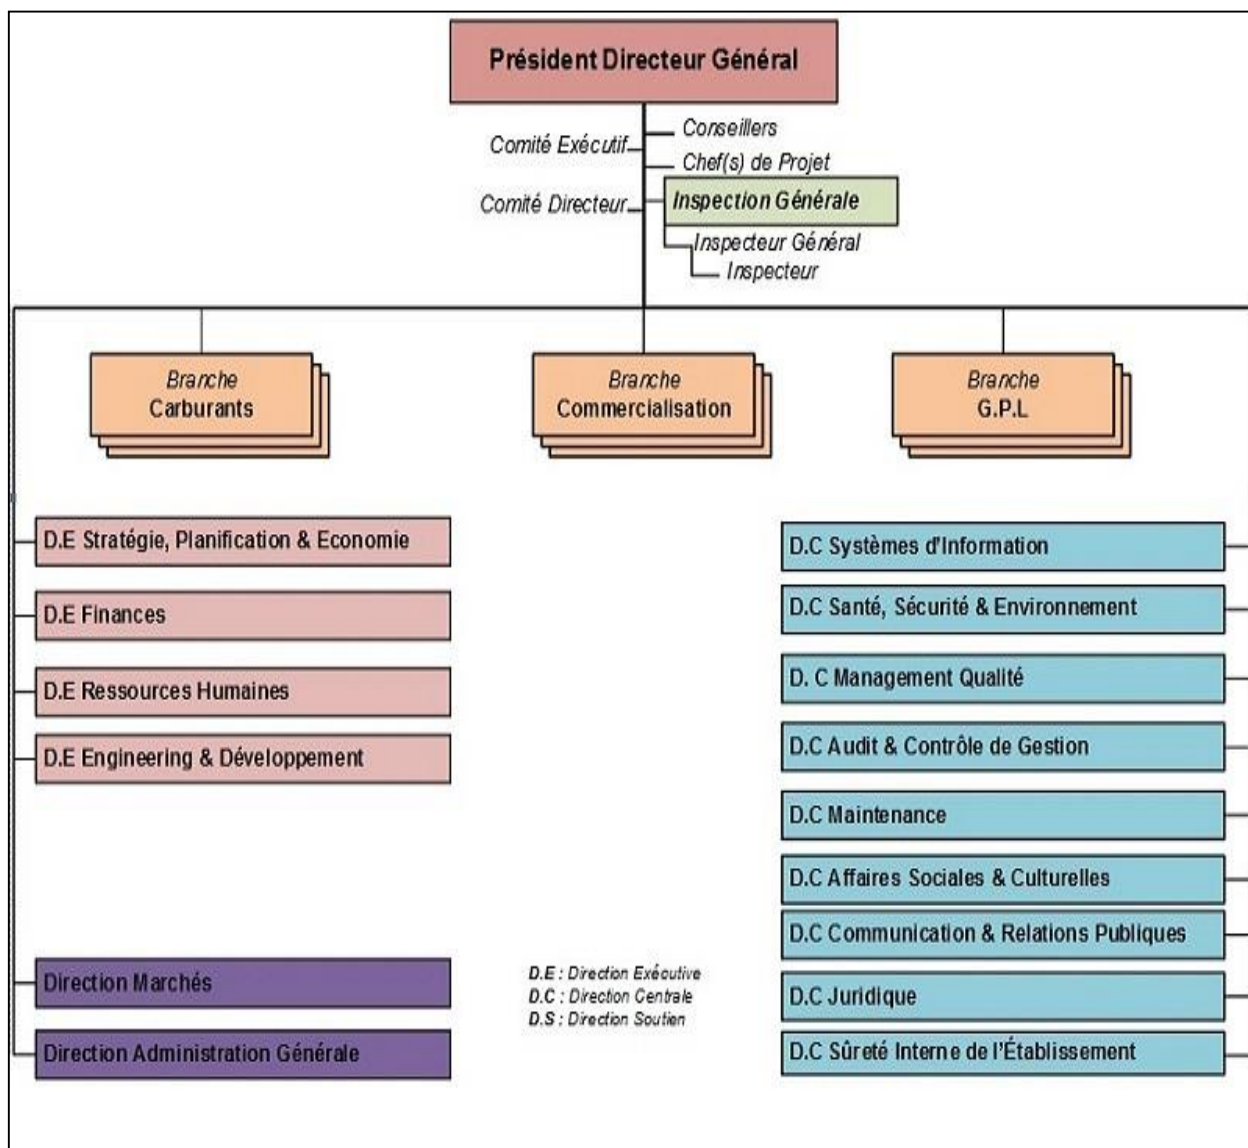 Président Directeur Général
Conseillers
Comité Exécutif
Chef(s) de Projet
Comité Directeur
Inspection Générale
Inspecteur Général
Inspecteur
Branche
Carburants
Branche
Commercialisation
Branche
G.P.L
D.E Stratégie, Planification & Economie
D.E Finances
D.E Ressources Humaines
D.E Engineering & Développement
Direction Marchés
Direction Administration Générale
D.E : Direction Exécutive
D.C : Direction Centrale
D.S : Direction Soutien
D.C Systèmes d'Information
D.C Santé, Sécurité & Environnement
D. C Management Qualité
D.C Audit & Contrôle de Gestion
D.C Maintenance
D.C Affaires Sociales & Culturelles
D.C Communication & Relations Publiques
D.C Juridique
D.C Sûreté Interne de l'Établissement